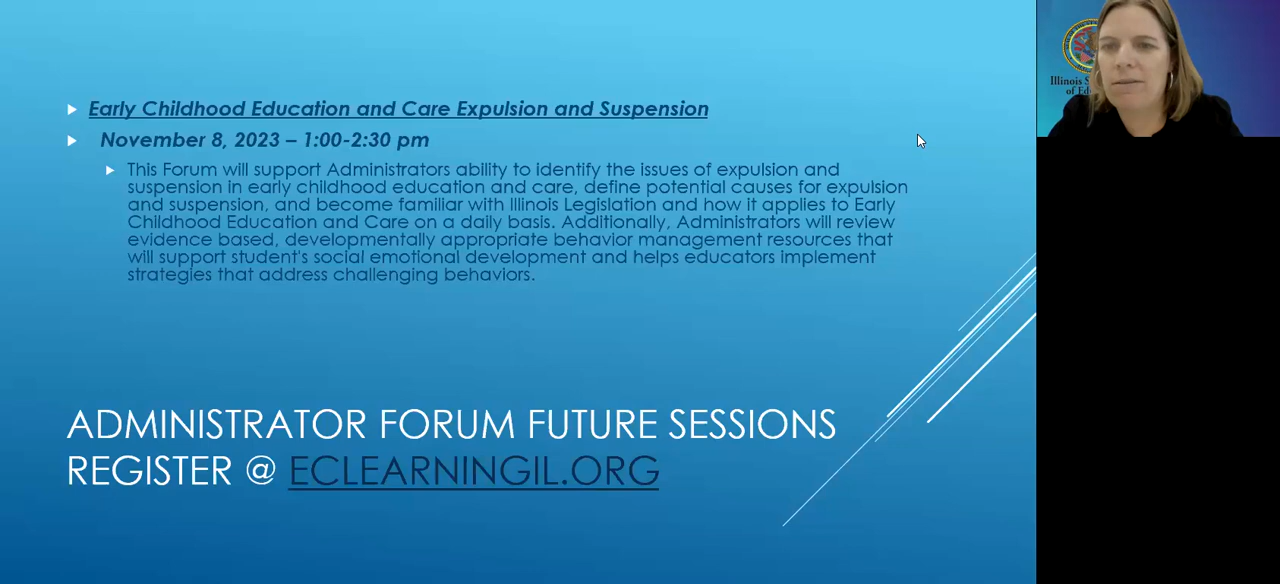 Early Childhood Education and Care Expulsion and Suspension
November 8, 2023 – 1:00-2:30 pm
This Forum will support Administrators ability to identify the issues of expulsion and
suspension in early childhood education and care, define potential causes for expulsion
and suspension, and become familiar with Illinois Legislation and how it applies to Early
Childhood Education and Care on a daily basis. Additionally, Administrators will review
evidence based, developmentally appropriate behavior management resources that
will support student's social emotional development and helps educators implement
strategies that address challenging behaviors.
ADMINISTRATOR FORUM FUTURE SESSIONS
REGISTER @ ECLEARNINGIL.ORG
Illinois S
of Ed